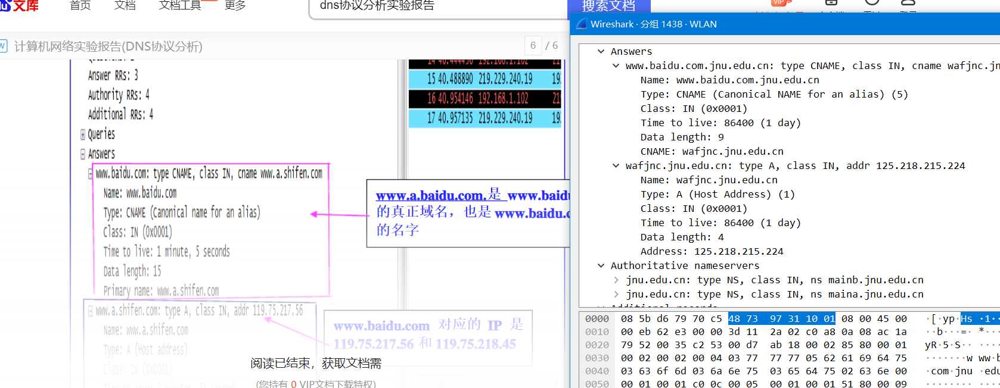 文库
首页
文档
文档工具
更多
dns协议分析实验报告
搜索文档
VIP
W
计算机网络实验报告(DNS协议分析)
6 / 6
Answer RRs: 3
Authority RRs: 4
Additional RRs: 4
Queries
Answers
www.baidu.com: type CNAME, class IN, cname www.a.shifen.com
Name: www.baidu.com
Type: CNAME (Canonical name for an alias)
Class: IN (0x0001)
Time to live: 1 minute, 5 seconds
Data length: 15
Primary name: www.a.shifen.com
www.a.shifen.com: type A, class IN, addr 119.75.217.56
Name: www.a.shifen.com
Type: A (Host address)
Class: IN (0x0001)
14 40.444456 192.168.1.102 21
15 40.488890 219.229.240.19 19
16 40.954146 192.168.1.102 21
17 40.957135 219.229.240.19 19
www.a.baidu.com.是 www.baidu
的真正域名，也是 www.baidu.c
的名字
www.baidu.com 对应的 IP 是
119.75.217.56 和 119.75.218.45
阅读已结束，获取文档需
(您持有 0 VIP文档下载特权)
Wireshark · 分组 1438 · WLAN
Answers
www.baidu.com.jnu.edu.cn: type CNAME, class IN, cname wafjnc.jn
Name: www.baidu.com.jnu.edu.cn
Type: CNAME (Canonical NAME for an alias) (5)
Class: IN (0x0001)
Time to live: 86400 (1 day)
Data length: 9
CNAME: wafjnc.jnu.edu.cn
wafjnc.jnu.edu.cn: type A, class IN, addr 125.218.215.224
Name: wafjnc.jnu.edu.cn
Type: A (Host Address) (1)
Class: IN (0x0001)
Time to live: 86400 (1 day)
Data length: 4
Address: 125.218.215.224
Authoritative nameservers
jnu.edu.cn: type NS, class IN, ns mainb.jnu.edu.cn
jnu.edu.cn: type NS, class IN, ns maina.jnu.edu.cn
0000 08 5b d6 79 70 c5 48 73 97 31 10 01 08 00 45 00 ·[·yp·Hs ·1··
0010 00 eb 62 e3 00 00 3d 11 2a 02 c0 a8 0a 08 ac 1a ··b···=· *···
0020 79 52 00 35 c2 53 00 d7 ab 18 00 02 85 80 00 01 yR·5·S·· ····
0030 00 02 00 02 00 04 03 77 77 77 05 62 61 69 64 75 ·······w ww·b
0040 03 63 6f 6d 03 6a 6e 75 03 65 64 75 02 63 6e 00 ·com·jnu ·edu
0050 00 01 00 01 c0 0c 00 05 00 01 00 01 51 80 00 09 ········ ····